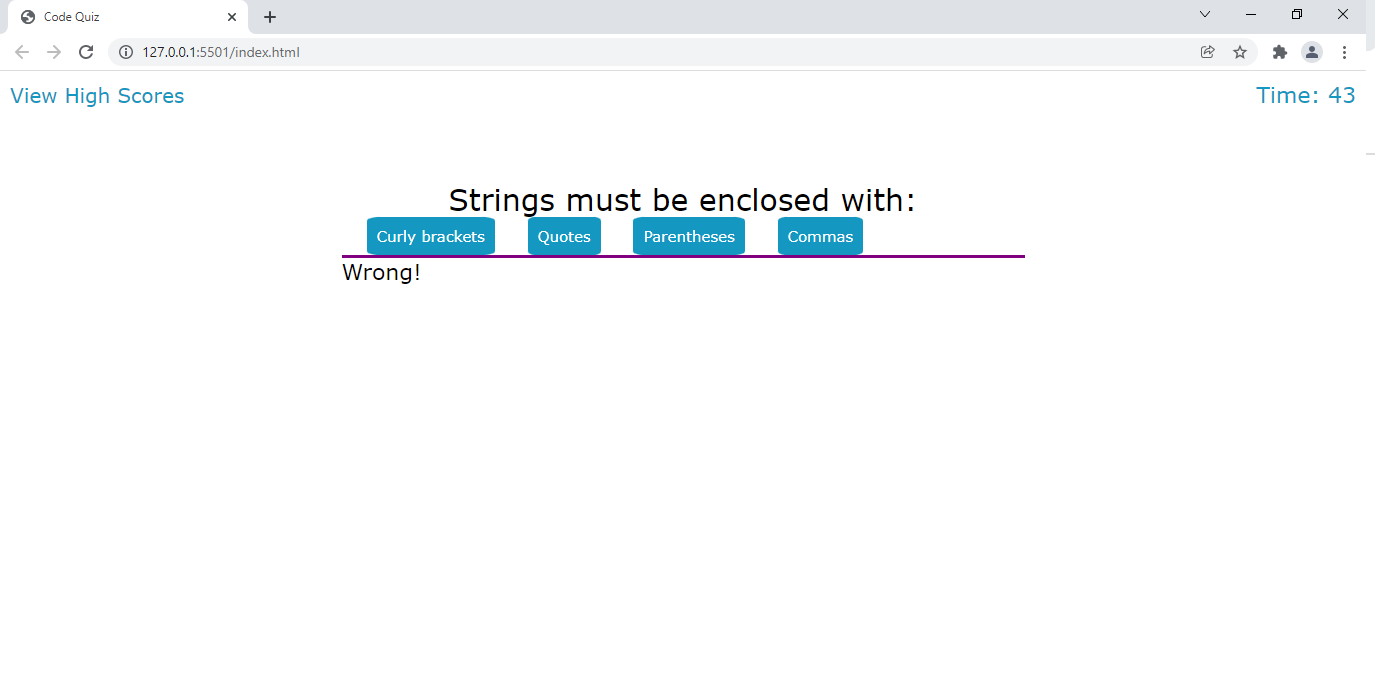 Code Quiz
127.0.0.1:5501/index.html
View High Scores
Time: 43
Strings must be enclosed with:
Curly brackets Quotes Parentheses Commas
Wrong!